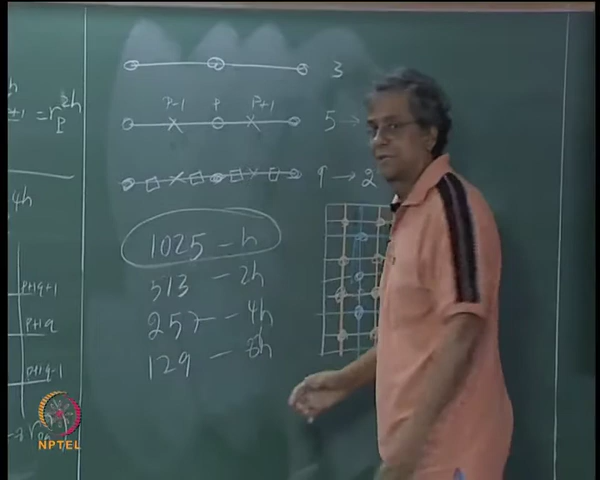 = r_P^2h
4h
P+q+1
P+q
P+q-1
3
P-1 P P+1
5 →
9 → 2
1025 - h
513 - 2h
257 - 4h
129 - 8h
NPTEL